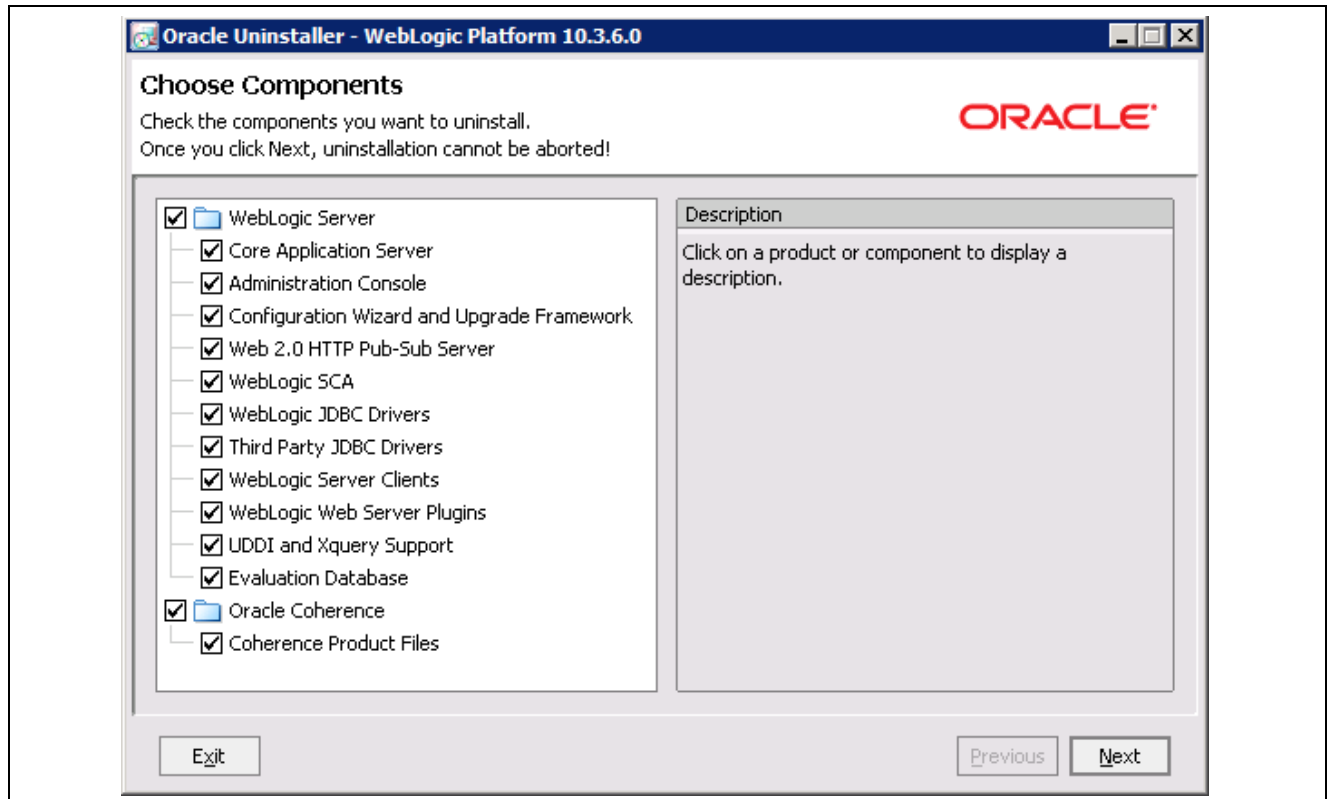 Oracle Uninstaller - WebLogic Platform 10.3.6.0
Choose Components
Check the components you want to uninstall.
Once you click Next, uninstallation cannot be aborted!
ORACLE
WebLogic Server
Core Application Server
Administration Console
Configuration Wizard and Upgrade Framework
Web 2.0 HTTP Pub-Sub Server
WebLogic SCA
WebLogic JDBC Drivers
Third Party JDBC Drivers
WebLogic Server Clients
WebLogic Web Server Plugins
UDDI and Xquery Support
Evaluation Database
Oracle Coherence
Coherence Product Files
Description
Click on a product or component to display a
description.
Exit
Previous
Next